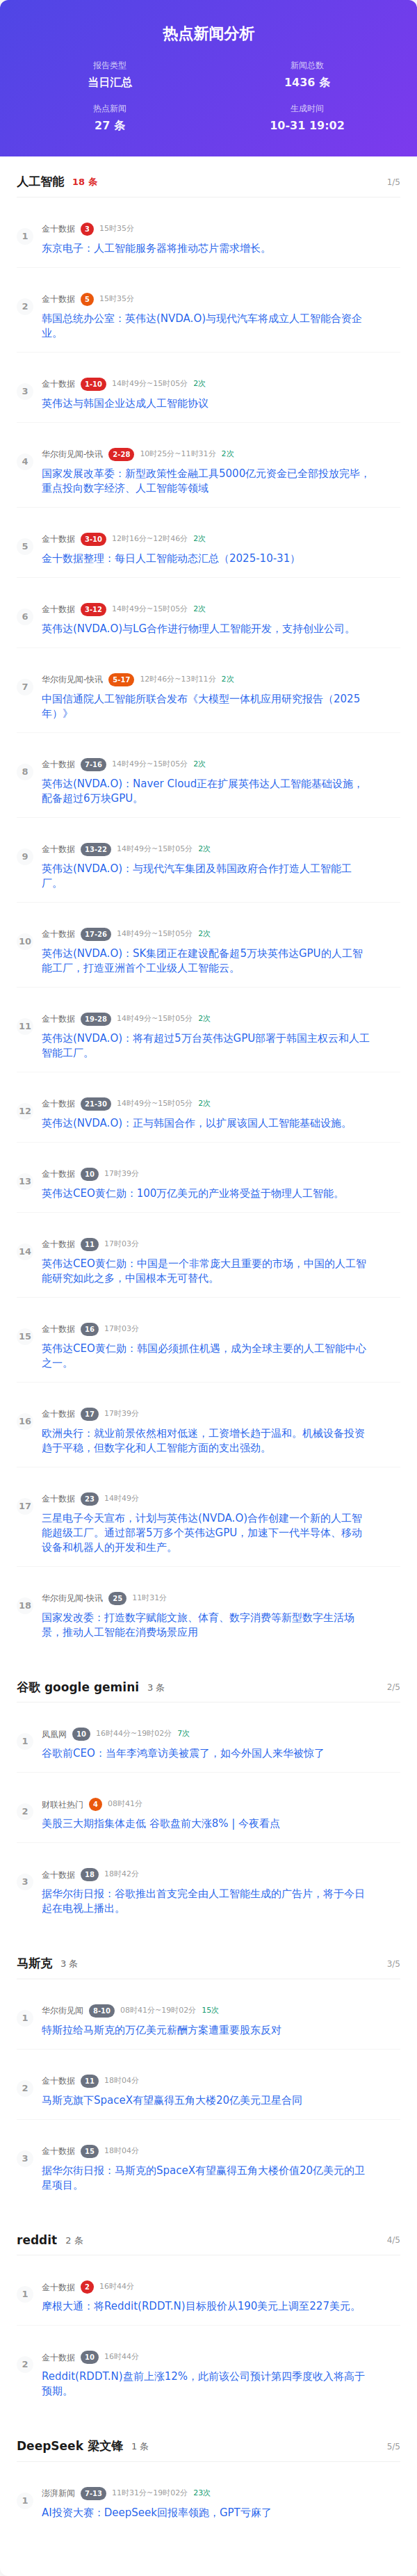 热点新闻分析
报告类型
新闻总数
当日汇总
1436 条
热点新闻
生成时间
27 条
10-31 19:02
人工智能 18 条 1/5
1
金十数据 3 15时35分
东京电子：人工智能服务器将推动芯片需求增长。
2
金十数据 5 15时35分
韩国总统办公室：英伟达(NVDA.O)与现代汽车将成立人工智能合资企
业。
3
金十数据 1-10 14时49分~15时05分 2次
英伟达与韩国企业达成人工智能协议
4
华尔街见闻-快讯 2-28 10时25分~11时31分 2次
国家发展改革委：新型政策性金融工具5000亿元资金已全部投放完毕，
重点投向数字经济、人工智能等领域
5
金十数据 3-10 12时16分~12时46分 2次
金十数据整理：每日人工智能动态汇总（2025-10-31）
6
金十数据 3-12 14时49分~15时05分 2次
英伟达(NVDA.O)与LG合作进行物理人工智能开发，支持创业公司。
7
华尔街见闻-快讯 5-17 12时46分~13时11分 2次
中国信通院人工智能所联合发布《大模型一体机应用研究报告（2025
年）》
8
金十数据 7-16 14时49分~15时05分 2次
英伟达(NVDA.O)：Naver Cloud正在扩展英伟达人工智能基础设施，
配备超过6万块GPU。
9
金十数据 13-22 14时49分~15时05分 2次
英伟达(NVDA.O)：与现代汽车集团及韩国政府合作打造人工智能工
厂。
10
金十数据 17-26 14时49分~15时05分 2次
英伟达(NVDA.O)：SK集团正在建设配备超5万块英伟达GPU的人工智
能工厂，打造亚洲首个工业级人工智能云。
11
金十数据 19-28 14时49分~15时05分 2次
英伟达(NVDA.O)：将有超过5万台英伟达GPU部署于韩国主权云和人工
智能工厂。
12
金十数据 21-30 14时49分~15时05分 2次
英伟达(NVDA.O)：正与韩国合作，以扩展该国人工智能基础设施。
13
金十数据 10 17时39分
英伟达CEO黄仁勋：100万亿美元的产业将受益于物理人工智能。
14
金十数据 11 17时03分
英伟达CEO黄仁勋：中国是一个非常庞大且重要的市场，中国的人工智
能研究如此之多，中国根本无可替代。
15
金十数据 16 17时03分
英伟达CEO黄仁勋：韩国必须抓住机遇，成为全球主要的人工智能中心
之一。
16
金十数据 17 17时39分
欧洲央行：就业前景依然相对低迷，工资增长趋于温和。机械设备投资
趋于平稳，但数字化和人工智能方面的支出强劲。
17
金十数据 23 14时49分
三星电子今天宣布，计划与英伟达(NVDA.O)合作创建一个新的人工智
能超级工厂。通过部署5万多个英伟达GPU，加速下一代半导体、移动
设备和机器人的开发和生产。
18
华尔街见闻-快讯 25 11时31分
国家发改委：打造数字赋能文旅、体育、数字消费等新型数字生活场
景，推动人工智能在消费场景应用
谷歌 google gemini 3 条 2/5
1
凤凰网 10 16时44分~19时02分 7次
谷歌前CEO：当年李鸿章访美被震了，如今外国人来华被惊了
2
财联社热门 4 08时41分
美股三大期指集体走低 谷歌盘前大涨8% | 今夜看点
3
金十数据 18 18时42分
据华尔街日报：谷歌推出首支完全由人工智能生成的广告片，将于今日
起在电视上播出。
马斯克 3 条 3/5
1
华尔街见闻 8-10 08时41分~19时02分 15次
特斯拉给马斯克的万亿美元薪酬方案遭重要股东反对
2
金十数据 11 18时04分
马斯克旗下SpaceX有望赢得五角大楼20亿美元卫星合同
3
金十数据 15 18时04分
据华尔街日报：马斯克的SpaceX有望赢得五角大楼价值20亿美元的卫
星项目。
reddit 2 条 4/5
1
金十数据 2 16时44分
摩根大通：将Reddit(RDDT.N)目标股价从190美元上调至227美元。
2
金十数据 10 16时44分
Reddit(RDDT.N)盘前上涨12%，此前该公司预计第四季度收入将高于
预期。
DeepSeek 梁文锋 1 条 5/5
1
澎湃新闻 7-13 11时31分~19时02分 23次
AI投资大赛：DeepSeek回报率领跑，GPT亏麻了